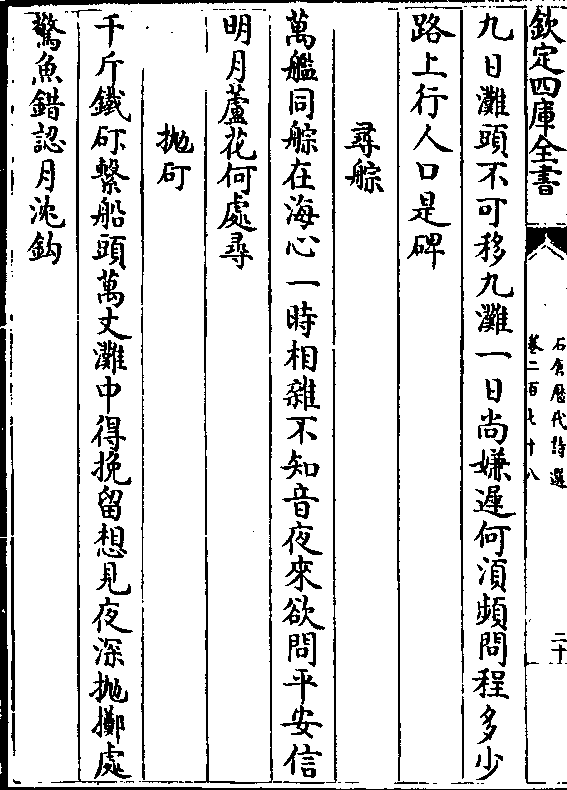 欽定四庫全書
石倉歷代詩選
卷二百七十八
二十
九日灘頭不可移九灘一日尚嫌遲何須頻問程多少
路上行人口是碑
尋䑸
萬艦同䑸在海心一時相雜不知音夜來欲問平安信
明月蘆花何處尋
拋矴
千斤鐵矴繫船頭萬丈灘中得挽留想見夜深拋擲處
驚魚錯認月沈鈎